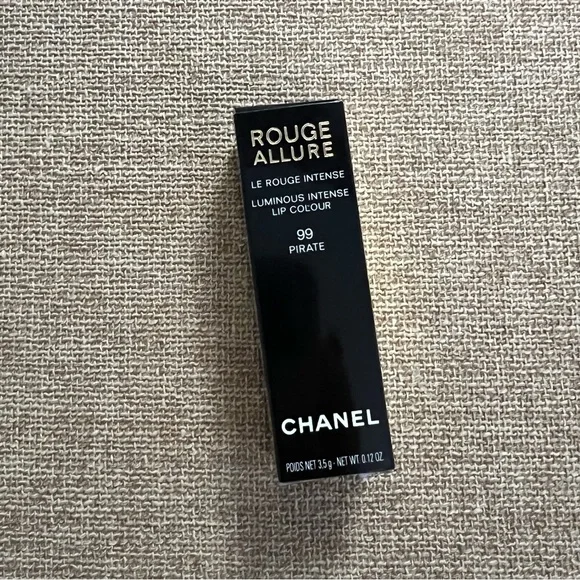 ROUGE
ALLURE
LE ROUGE INTENSE
LUMINOUS INTENSE
LIP COLOUR
99
PIRATE
CHANEL
POIDS NET 3,5 g - NET WT. 0.12 OZ.